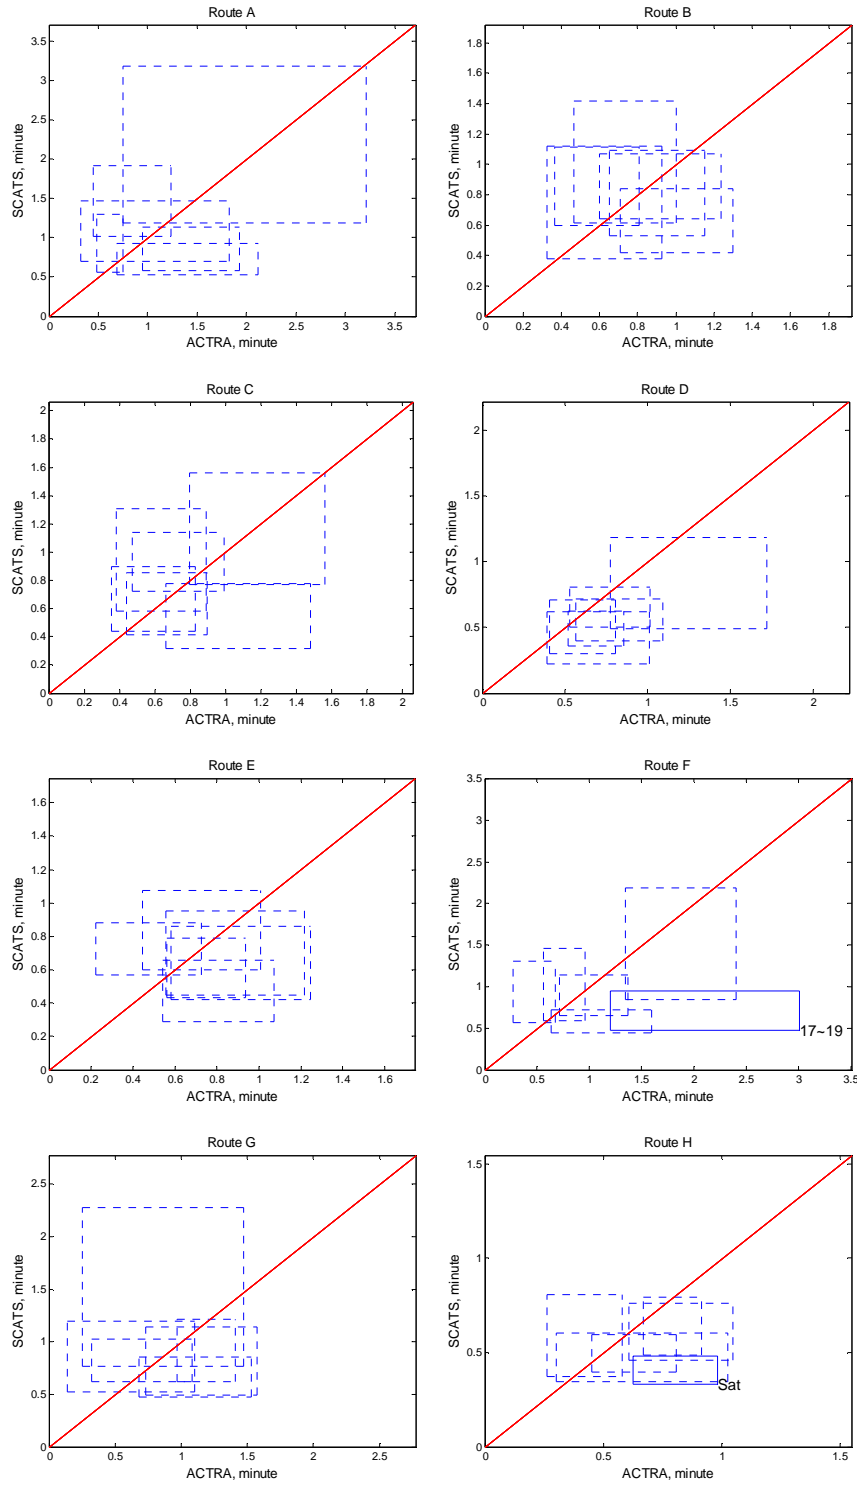 Route A
3.5
3
2.5
2
1.5
1
0.5
0
SCATS, minute
0.5 1 1.5 2 2.5 3 3.5
ACTRA, minute
Route B
1.8
1.6
1.4
1.2
1
0.8
0.6
0.4
0.2
0
SCATS, minute
0 0.2 0.4 0.6 0.8 1 1.2 1.4 1.6 1.8
ACTRA, minute
Route C
2
1.8
1.6
1.4
1.2
1
0.8
0.6
0.4
0.2
0
SCATS, minute
0 0.2 0.4 0.6 0.8 1 1.2 1.4 1.6 1.8 2
ACTRA, minute
Route D
2
1.5
1
0.5
0
SCATS, minute
0 0.5 1 1.5 2
ACTRA, minute
Route E
1.6
1.4
1.2
1
0.8
0.6
0.4
0.2
0
SCATS, minute
0 0.2 0.4 0.6 0.8 1 1.2 1.4 1.6
ACTRA, minute
Route F
3.5
3
2.5
2
1.5
1
0.5
0
SCATS, minute
17~19
0 0.5 1 1.5 2 2.5 3 3.5
ACTRA, minute
Route G
2.5
2
1.5
1
0.5
0
SCATS, minute
0 0.5 1 1.5 2 2.5
ACTRA, minute
Route H
1.5
1
0.5
0
SCATS, minute
Sat
0 0.5 1 1.5
ACTRA, minute